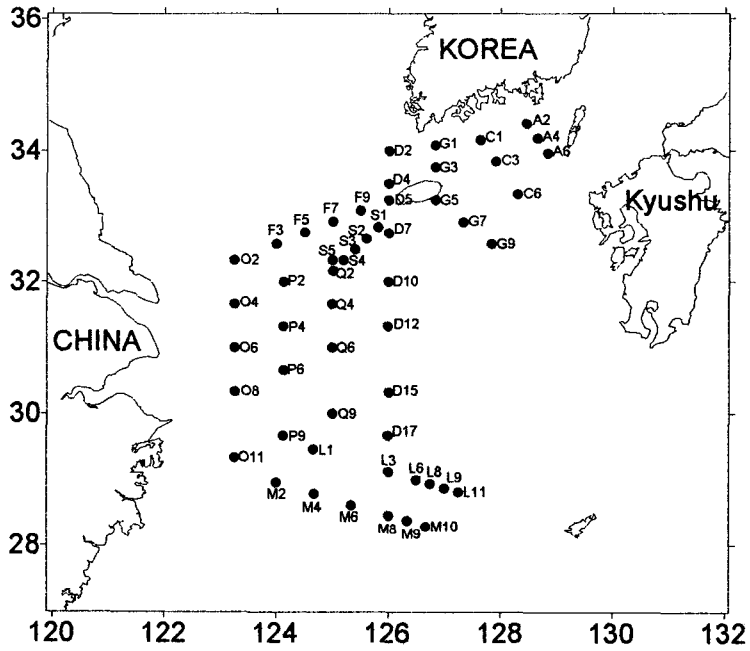 36
KOREA
A2
G1
C1
A4
34
D2
A6
G3
C3
D4
D5
G5
C6
Kyushu
F9
F7
S1
G7
F5
S2
F3
S3
D7
G9
S5
O2
S4
Q2
32
P2
D10
O4
Q4
P4
D12
CHINA
O6
Q6
P6
O8
D15
30
Q9
P9
D17
L1
O11
L3
L6
L8
L9
L11
M2
M4
M6
M8
M9
M10
28
120
122
124
126
128
130
132